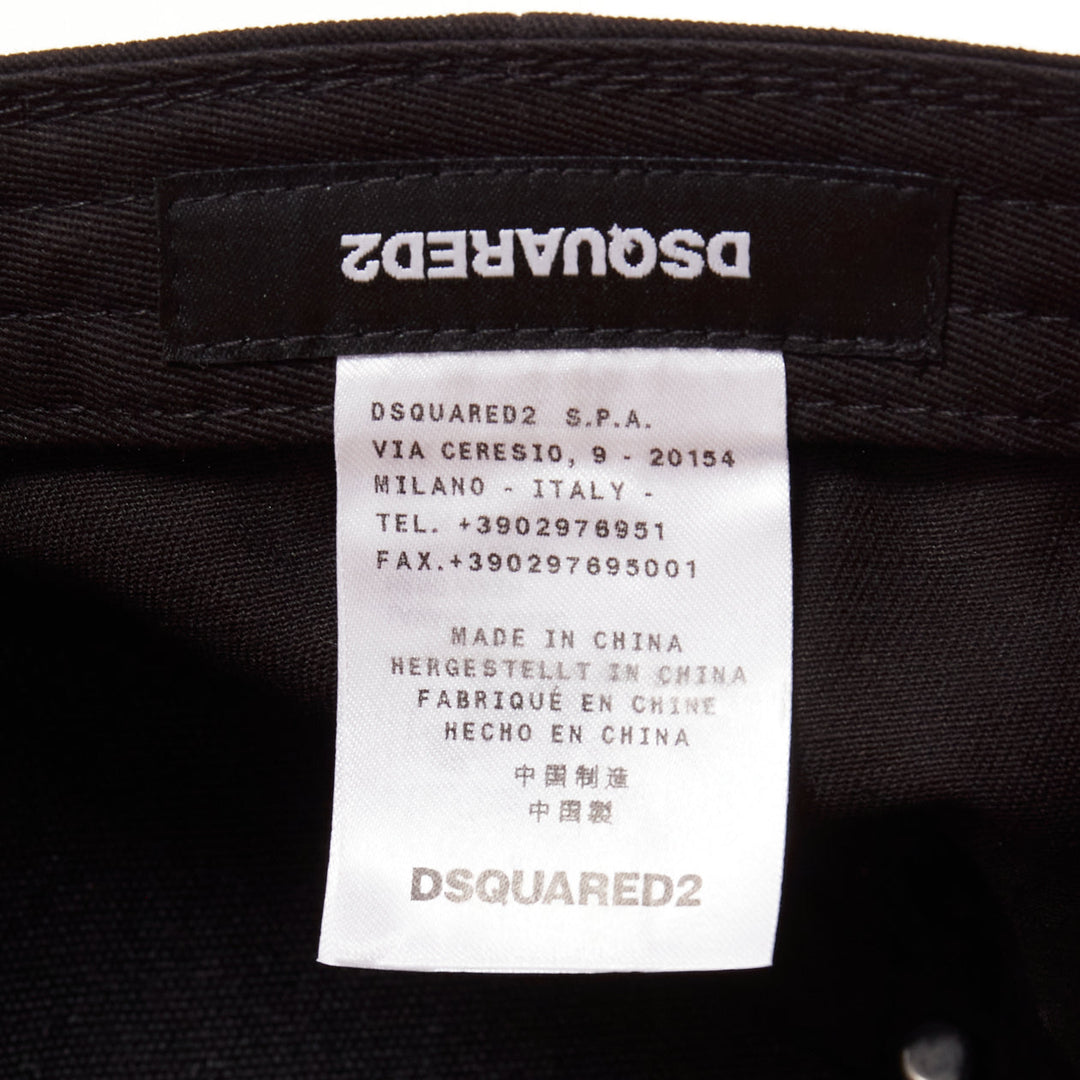 DSQUARED2
DSQUARED2 S.P.A.
VIA CERESIO, 9 - 20154
MILANO - ITALY -
TEL. +3902976951
FAX.+390297695001
MADE IN CHINA
HERGESTELLT IN CHINA
FABRIQUÉ EN CHINE
HECHO EN CHINA
中国制造
中国製
DSQUARED2